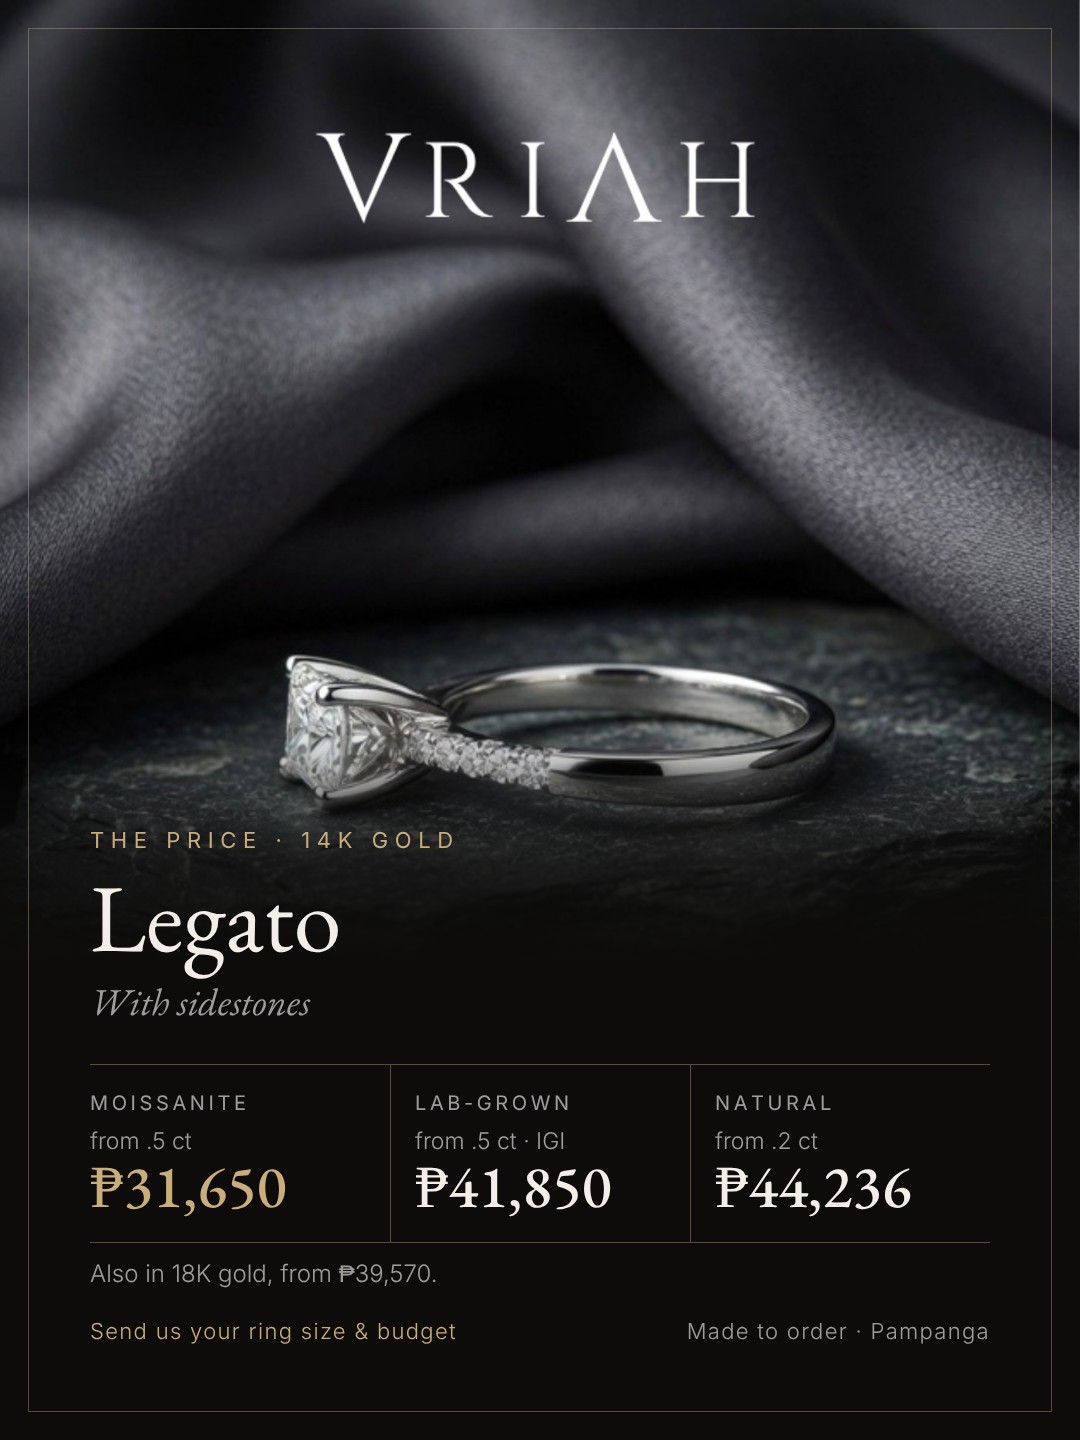 VRIAH
THE PRICE · 14K GOLD
Legato
With sidestones
MOISSANITE
from .5 ct
₱31,650
LAB-GROWN
from .5 ct · IGI
₱41,850
NATURAL
from .2 ct
₱44,236
Also in 18K gold, from ₱39,570.
Send us your ring size & budget
Made to order · Pampanga